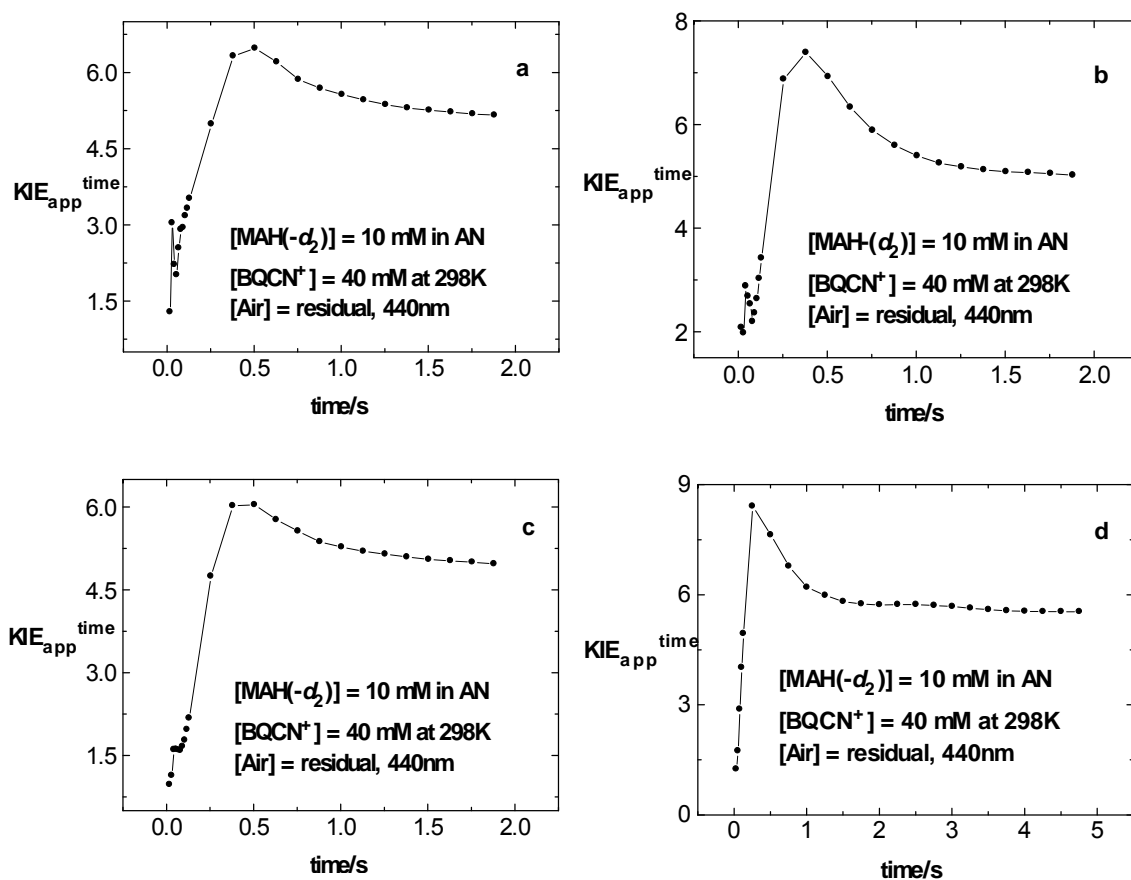 a
6.0
4.5
3.0
1.5
KIEapp^time
[MAH(-d2)] = 10 mM in AN
[BQCN+] = 40 mM at 298K
[Air] = residual, 440nm
0.0 0.5 1.0 1.5 2.0
time/s
b
8
6
4
2
KIEapp^time
[MAH-(d2)] = 10 mM in AN
[BQCN+] = 40 mM at 298K
[Air] = residual, 440nm
0.0 0.5 1.0 1.5 2.0
time/s
c
6.0
4.5
3.0
1.5
KIEapp^time
[MAH(-d2)] = 10 mM in AN
[BQCN+] = 40 mM at 298K
[Air] = residual, 440nm
0.0 0.5 1.0 1.5 2.0
time/s
d
9
6
3
0
KIEapp^time
[MAH(-d2)] = 10 mM in AN
[BQCN+] = 40 mM at 298K
[Air] = residual, 440nm
0 1 2 3 4 5
time/s